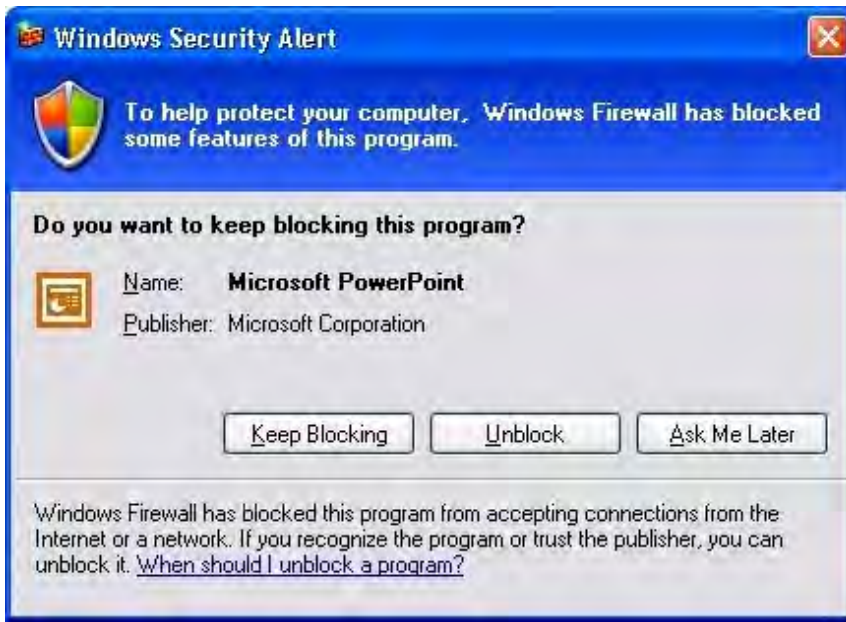 Windows Security Alert
To help protect your computer, Windows Firewall has blocked
some features of this program.
Do you want to keep blocking this program?
Name: Microsoft PowerPoint
Publisher: Microsoft Corporation
Keep Blocking Unblock Ask Me Later
Windows Firewall has blocked this program from accepting connections from the
Internet or a network. If you recognize the program or trust the publisher, you can
unblock it. When should I unblock a program?